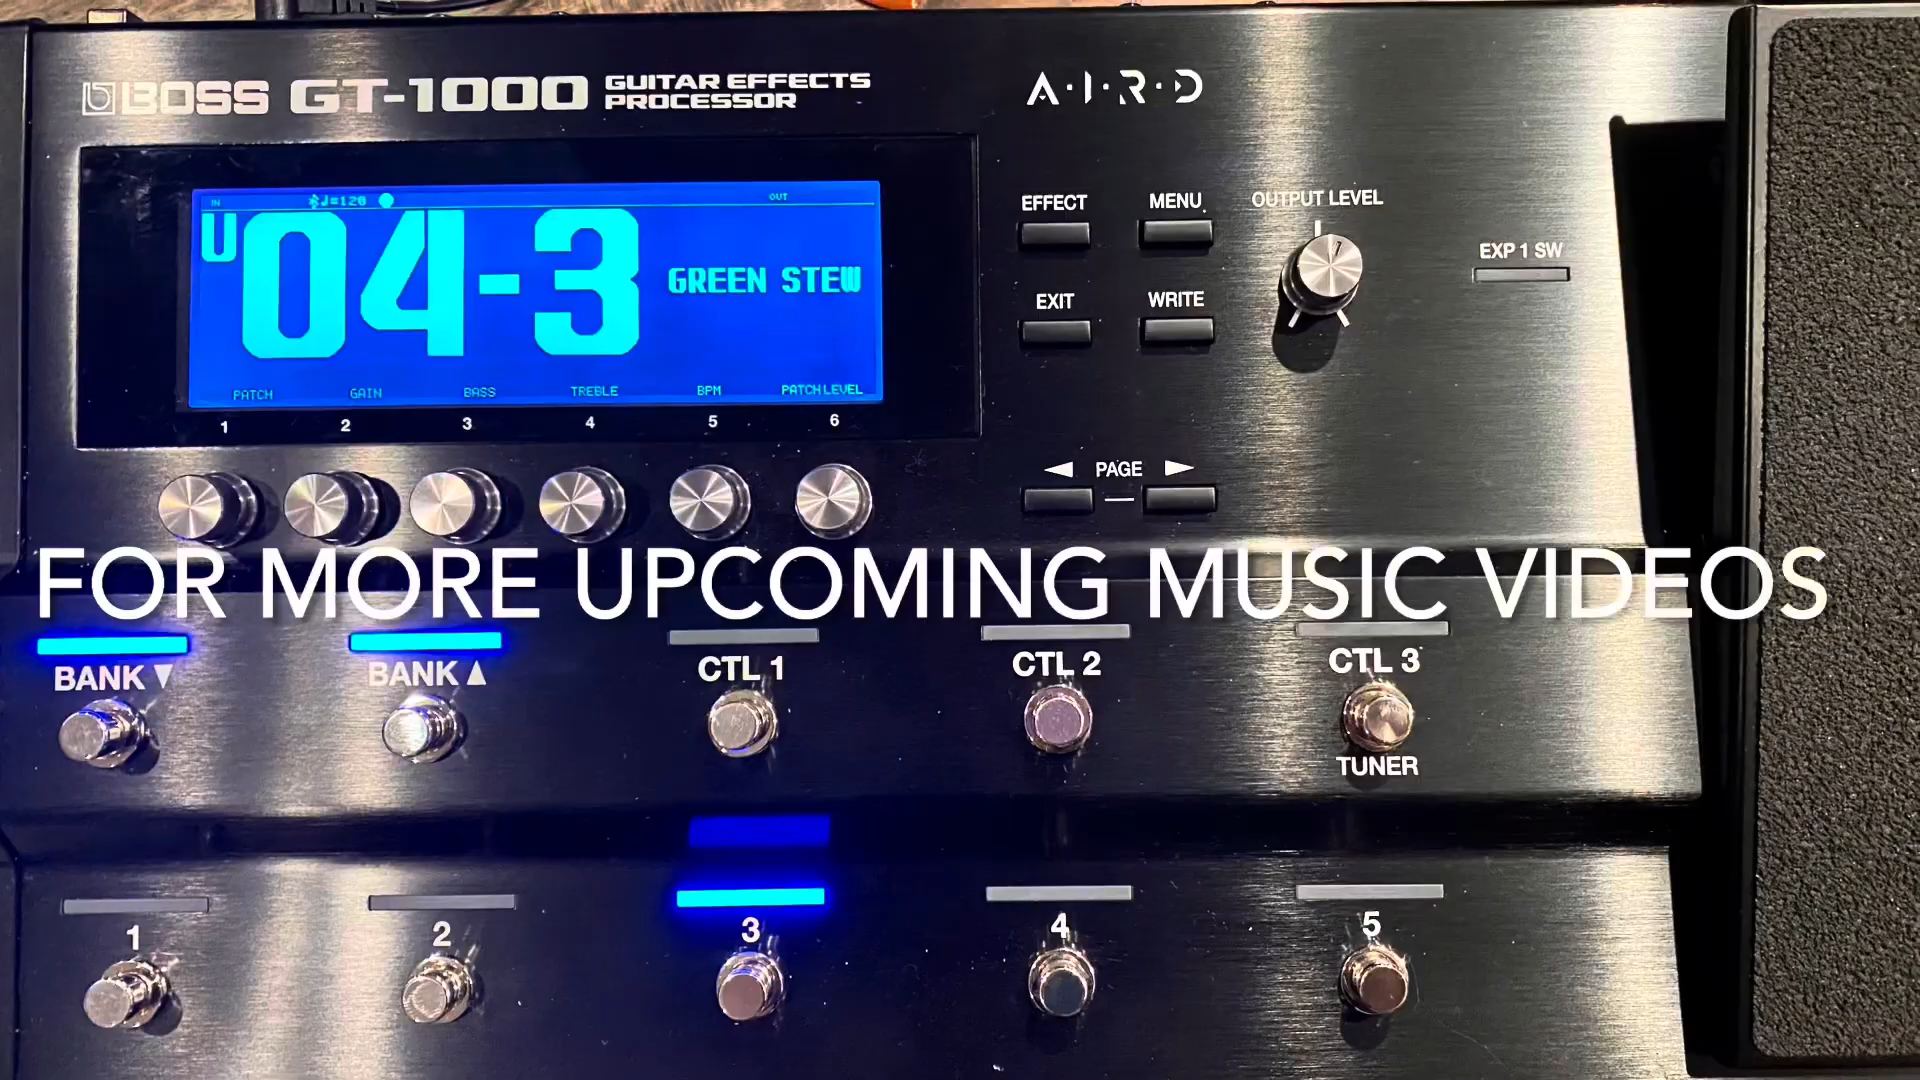 BOSS GT-1000 GUITAR EFFECTS PROCESSOR
A·I·R·D
IN ♩=120 OUT
U04-3 GREEN STEW
PATCH GAIN BASS TREBLE BPM PATCH LEVEL
1 2 3 4 5 6
EFFECT MENU OUTPUT LEVEL
EXP 1 SW
EXIT WRITE
◀ PAGE ▶
FOR MORE UPCOMING MUSIC VIDEOS
BANK ▼ BANK ▲ CTL 1 CTL 2 CTL 3
TUNER
1 2 3 4 5